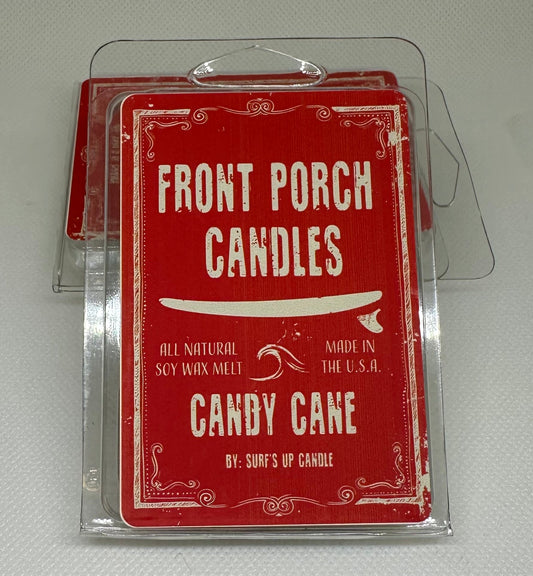 FRONT PORCH
CANDLES
ALL NATURAL
SOY WAX MELT
MADE IN
THE U.S.A.
CANDY CANE
BY: SURF'S UP CANDLE